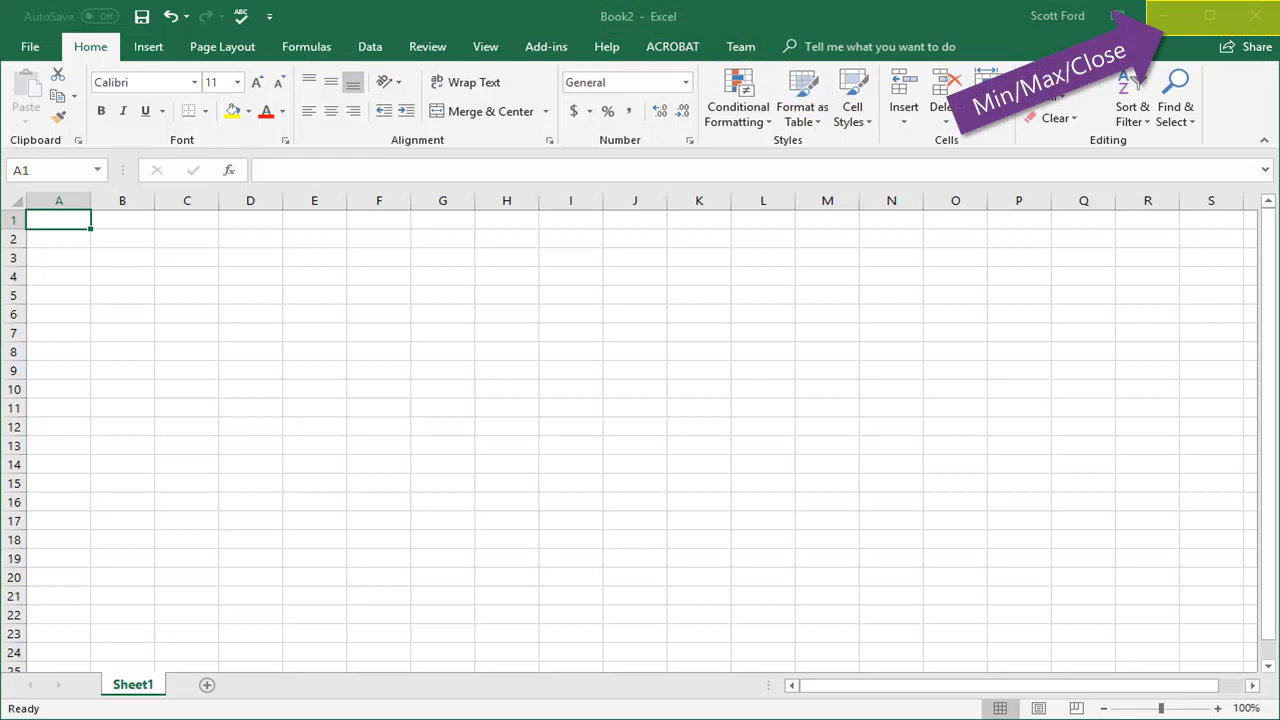 AutoSave Off
Book2 - Excel
Scott Ford
File Home Insert Page Layout Formulas Data Review View Add-ins Help ACROBAT Team Tell me what you want to do Share
Min/Max/Close
Paste
Calibri 11
Wrap Text
General
B I U
Merge & Center
$ %
Conditional Formatting
Format as Table
Cell Styles
Insert
Clear
Sort & Filter
Find & Select
Clipboard Font Alignment Number Styles Cells Editing
A1 fx
A B C D E F G H I J K L M N O P Q R S
1
2
3
4
5
6
7
8
9
10
11
12
13
14
15
16
17
18
19
20
21
22
23
24
25
Sheet1
Ready
100%